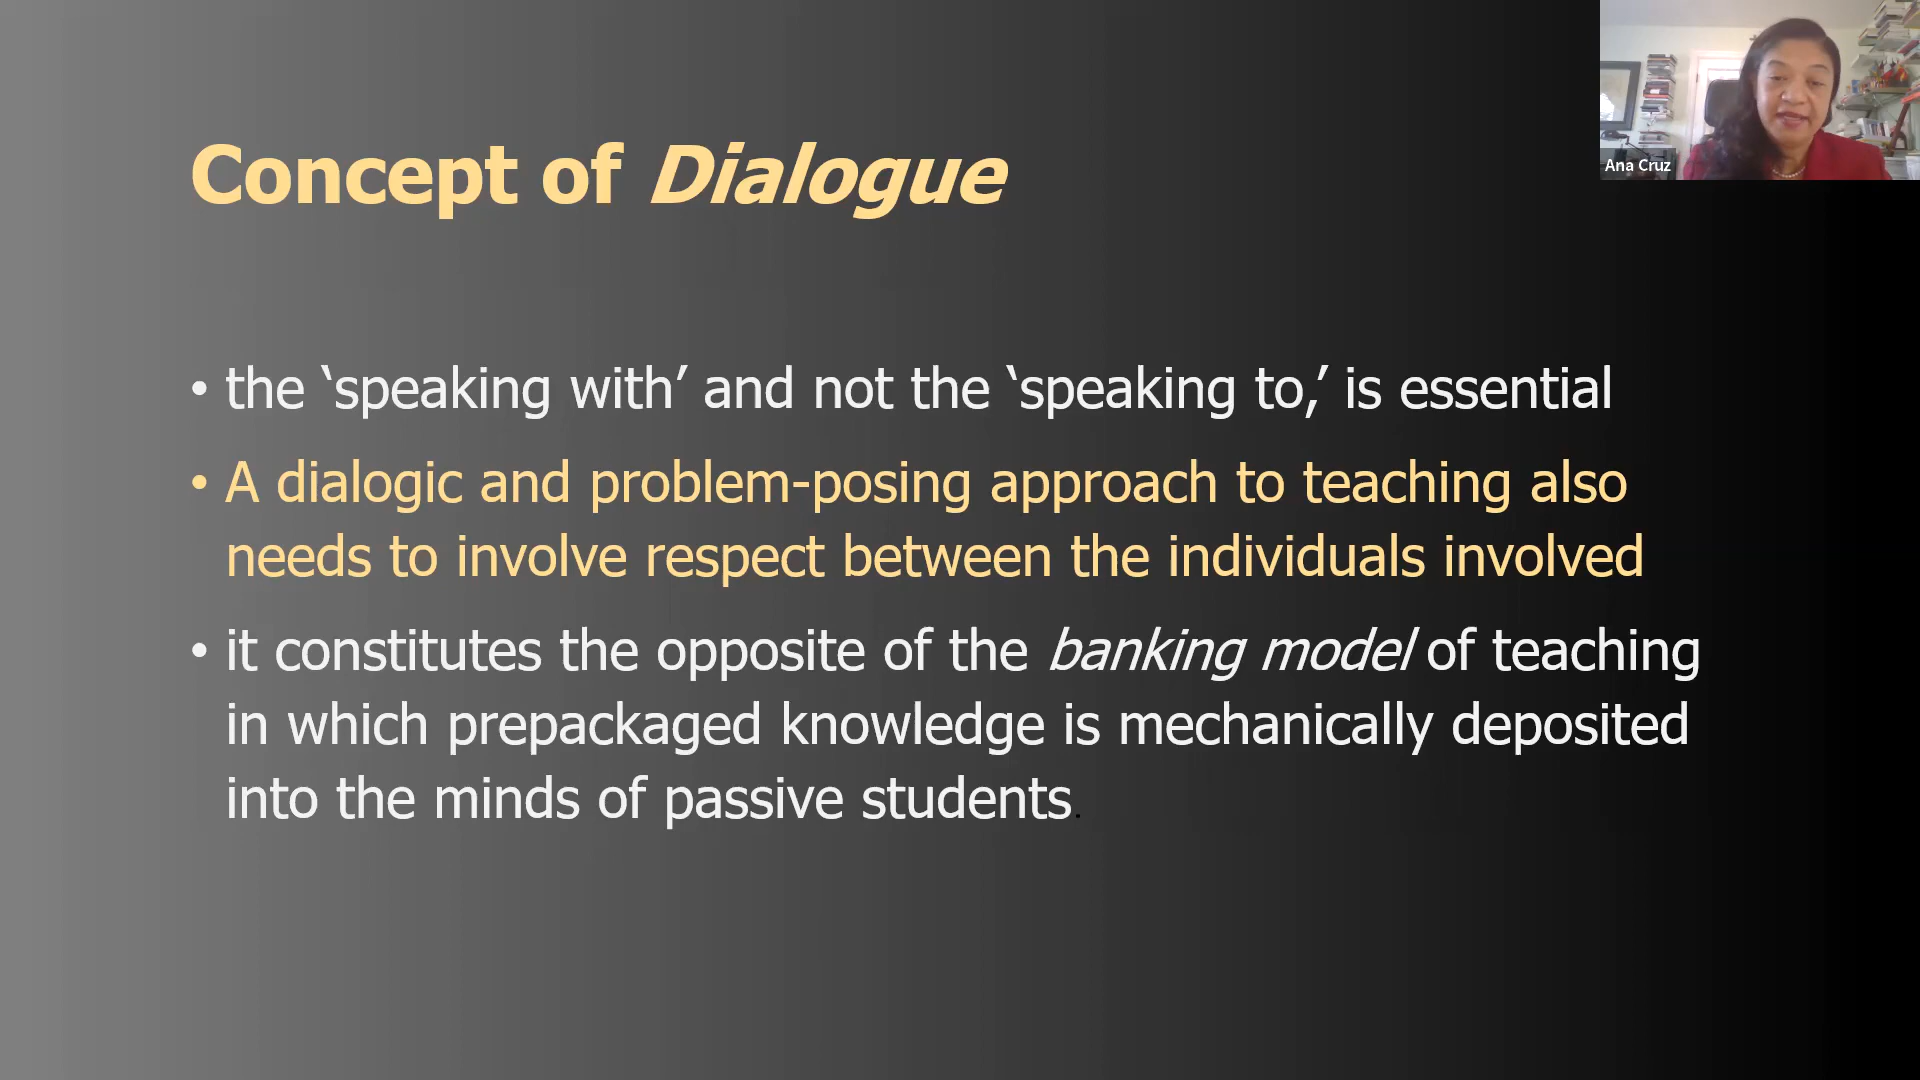 Ana Cruz
Concept of Dialogue
• the ‘speaking with’ and not the ‘speaking to,’ is essential
• A dialogic and problem-posing approach to teaching also
needs to involve respect between the individuals involved
• it constitutes the opposite of the banking model of teaching
in which prepackaged knowledge is mechanically deposited
into the minds of passive students.